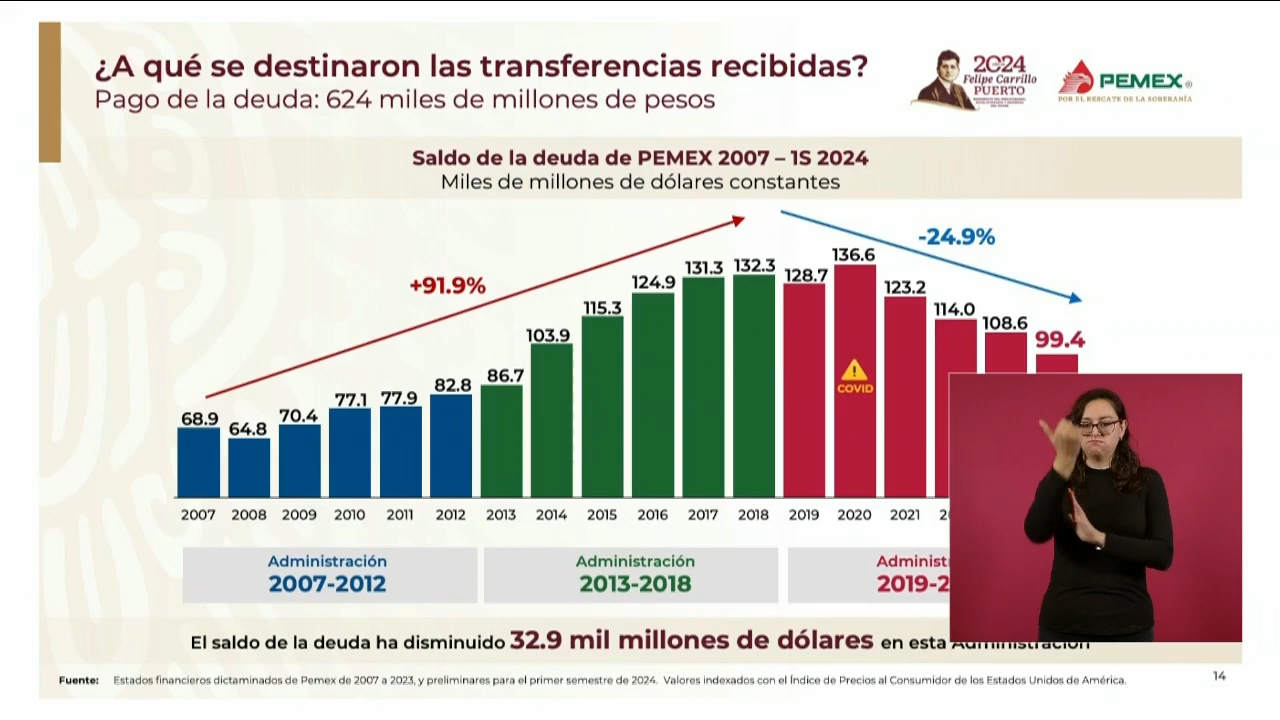 ¿A qué se destinaron las transferencias recibidas?
Pago de la deuda: 624 miles de millones de pesos
2024
Felipe Carrillo
PUERTO
PEMEX®
POR EL RESCATE DE LA SOBERANÍA
Saldo de la deuda de PEMEX 2007 – 1S 2024
Miles de millones de dólares constantes
+91.9%
-24.9%
68.9 64.8 70.4 77.1 77.9 82.8 86.7 103.9 115.3 124.9 131.3 132.3 128.7 136.6 123.2 114.0 108.6 99.4
COVID
2007 2008 2009 2010 2011 2012 2013 2014 2015 2016 2017 2018 2019 2020 2021
Administración
2007-2012
Administración
2013-2018
Administ
2019-2
El saldo de la deuda ha disminuido 32.9 mil millones de dólares en esta Administración
Fuente: Estados financieros dictaminados de Pemex de 2007 a 2023, y preliminares para el primer semestre de 2024. Valores indexados con el Índice de Precios al Consumidor de los Estados Unidos de América.
14